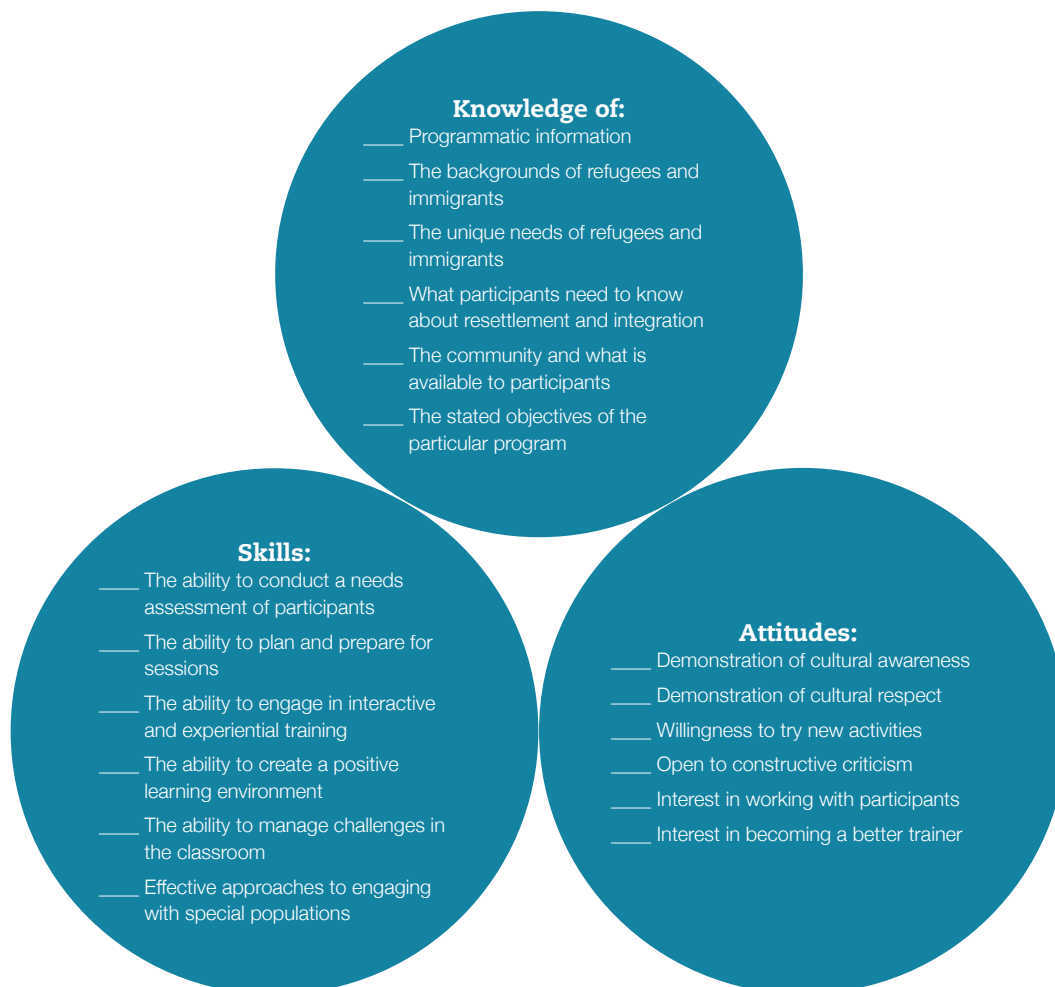 Knowledge of:
____ Programmatic information
____ The backgrounds of refugees and
immigrants
____ The unique needs of refugees and
immigrants
____ What participants need to know
about resettlement and integration
____ The community and what is
available to participants
____ The stated objectives of the
particular program
Skills:
____ The ability to conduct a needs
assessment of participants
____ The ability to plan and prepare for
sessions
____ The ability to engage in interactive
and experiential training
____ The ability to create a positive
learning environment
____ The ability to manage challenges in
the classroom
____ Effective approaches to engaging
with special populations
Attitudes:
____ Demonstration of cultural awareness
____ Demonstration of cultural respect
____ Willingness to try new activities
____ Open to constructive criticism
____ Interest in working with participants
____ Interest in becoming a better trainer